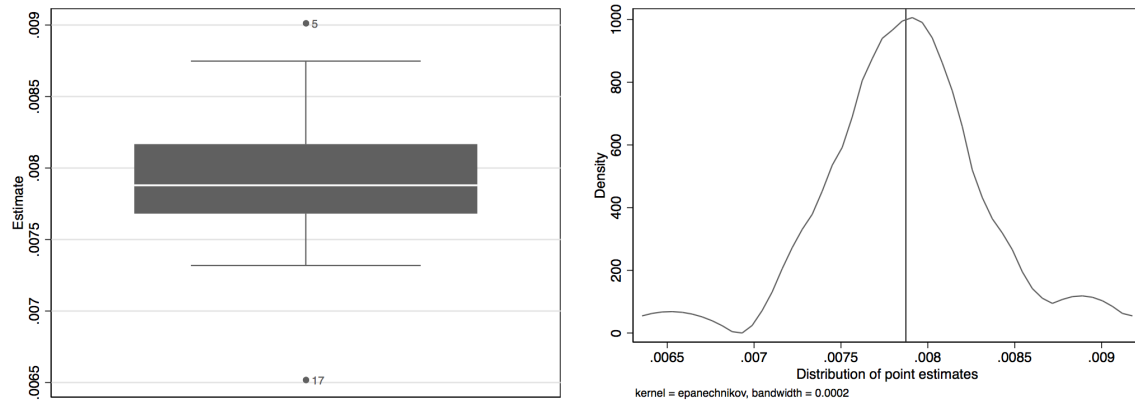 Estimate
.009
.0085
.008
.0075
.007
.0065
5
17
Density
1000
800
600
400
200
0
.0065 .007 .0075 .008 .0085 .009
Distribution of point estimates
kernel = epanechnikov, bandwidth = 0.0002